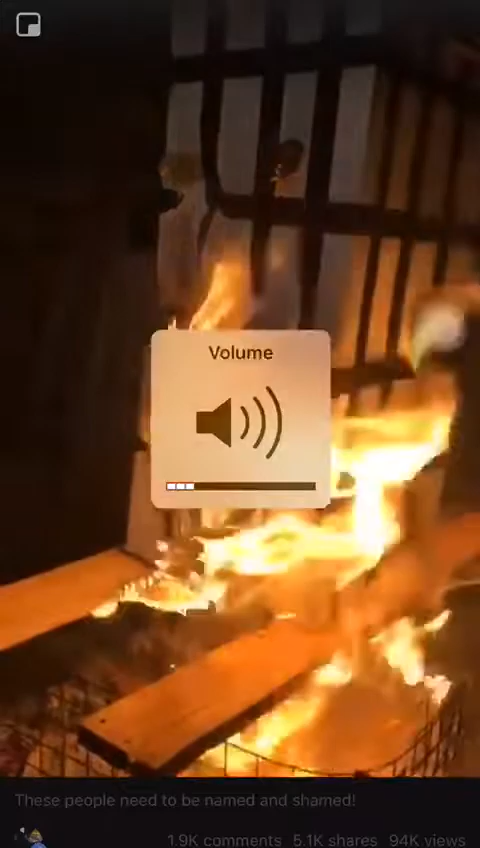 Volume
These people need to be named and shamed!
1.9K comments 5.1K shares 94K views